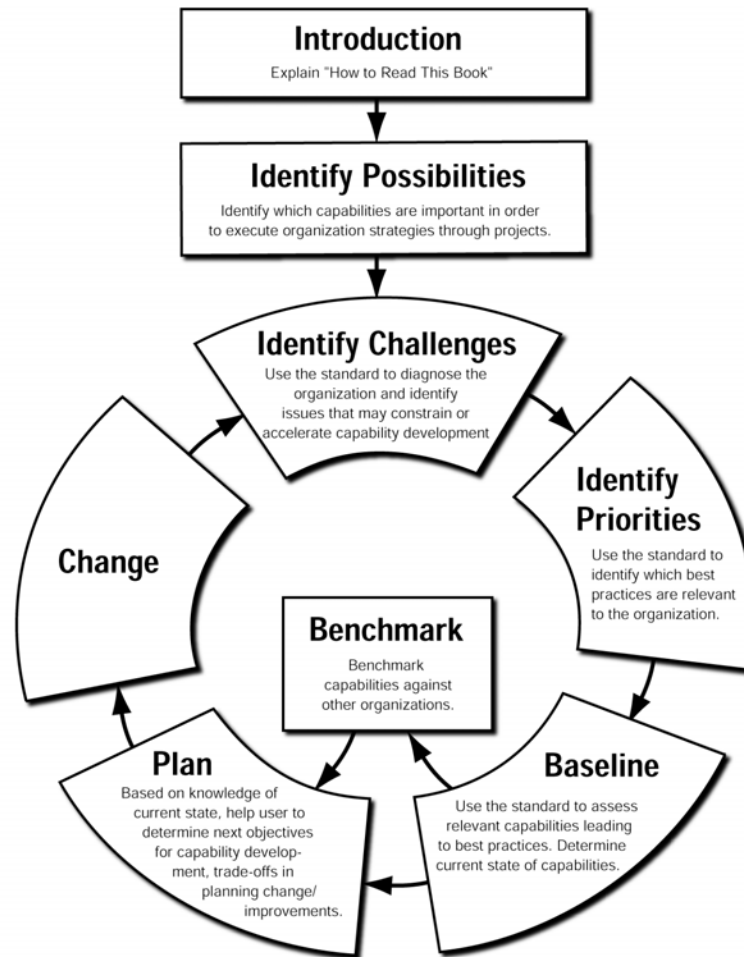 Introduction
Explain "How to Read This Book"
Identify Possibilities
Identify which capabilities are important in order
to execute organization strategies through projects.
Identify Challenges
Use the standard to diagnose the
organization and identify
issues that may constrain or
accelerate capability development
Identify
Priorities
Use the standard to
identify which best
practices are relevant
to the organization.
Baseline
Use the standard to assess
relevant capabilities leading
to best practices. Determine
current state of capabilities.
Benchmark
Benchmark
capabilities against
other organizations.
Plan
Based on knowledge of
current state, help user to
determine next objectives
for capability develop-
ment, trade-offs in
planning change/
improvements.
Change